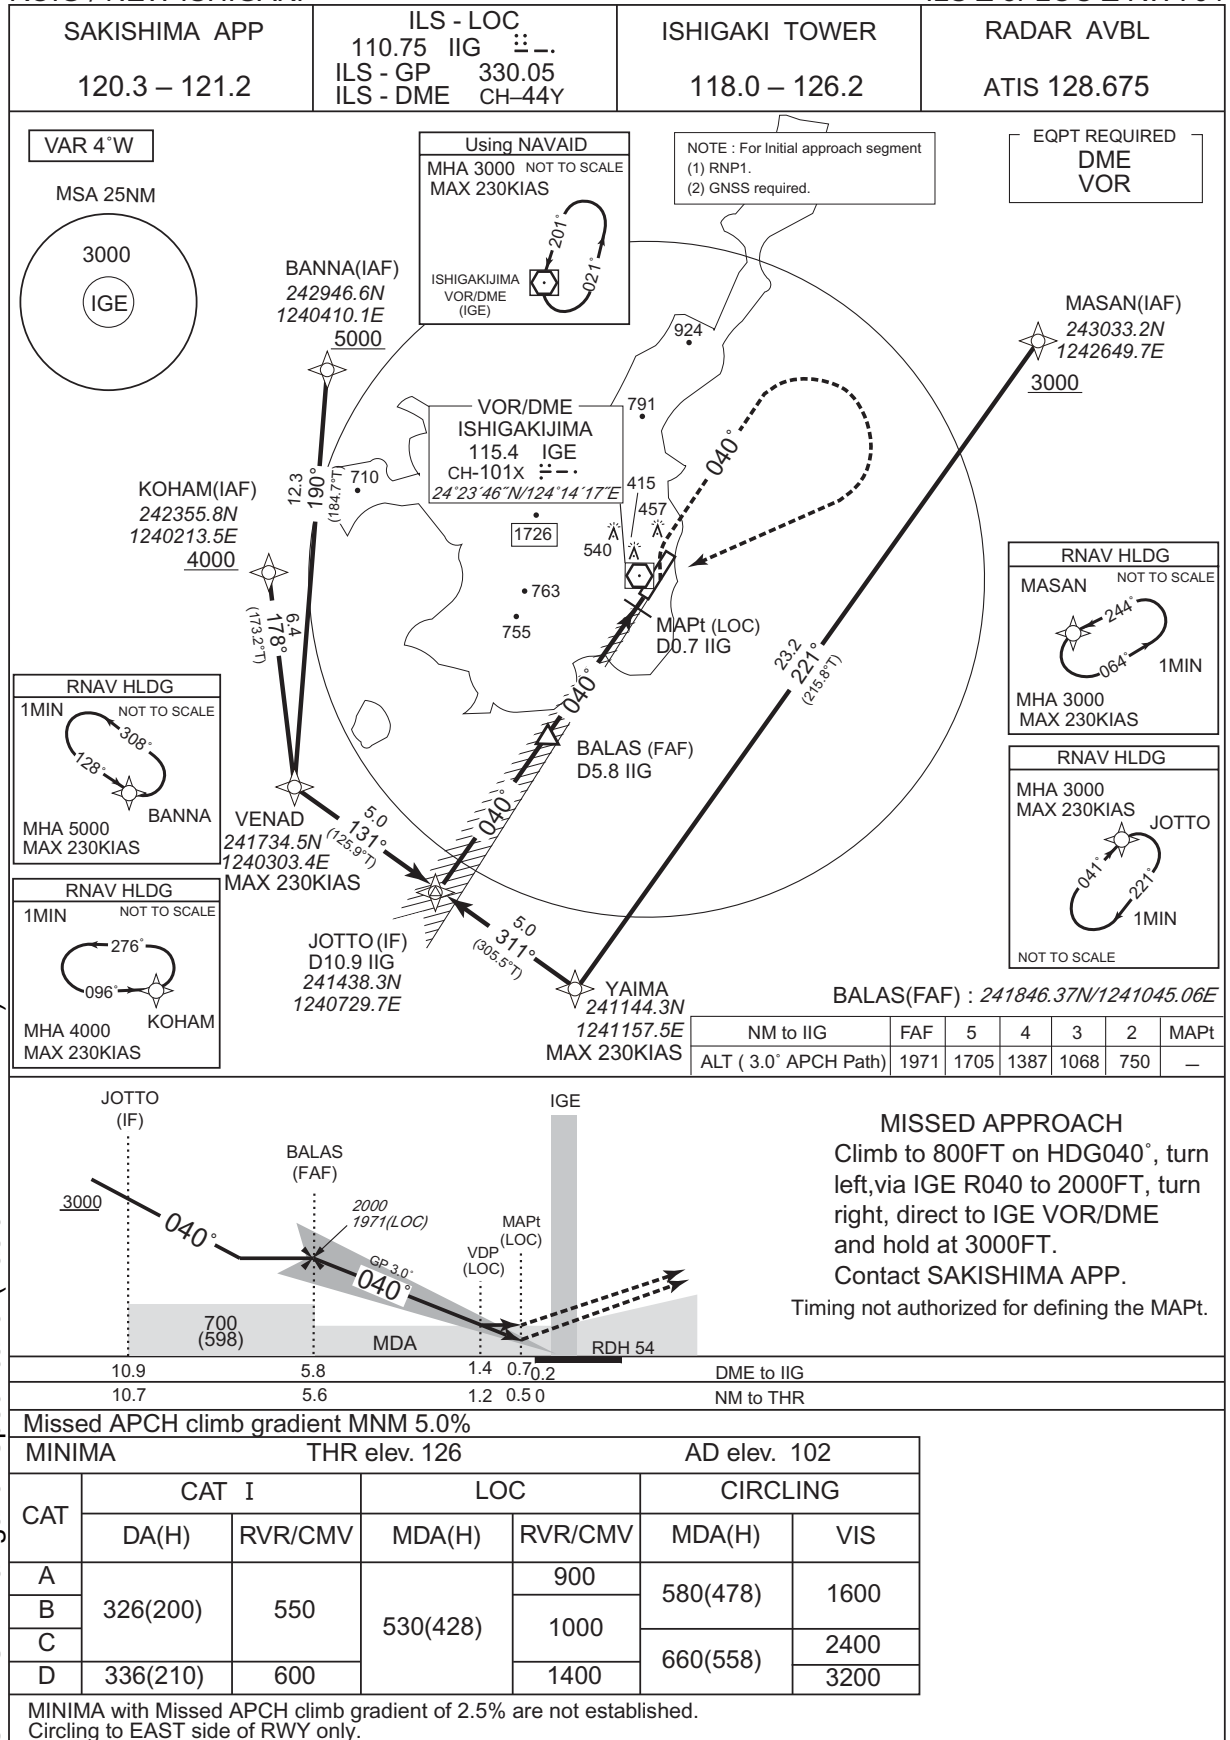 SAKISHIMA APP
120.3 – 121.2
ILS - LOC
110.75 IIG
ILS - GP 330.05
ILS - DME CH–44Y
ISHIGAKI TOWER
118.0 – 126.2
RADAR AVBL
ATIS 128.675
VAR 4°W
MSA 25NM
3000
IGE
Using NAVAID
MHA 3000 NOT TO SCALE
MAX 230KIAS
201°
021°
ISHIGAKIJIMA
VOR/DME
(IGE)
NOTE : For Initial approach segment
(1) RNP1.
(2) GNSS required.
EQPT REQUIRED
DME
VOR
BANNA(IAF)
242946.6N
1240410.1E
5000
MASAN(IAF)
243033.2N
1242649.7E
3000
924
791
VOR/DME
ISHIGAKIJIMA
115.4 IGE
CH-101X
24°23′46″N/124°14′17″E
040°
12.3
190°
(184.7°T)
710
KOHAM(IAF)
242355.8N
1240213.5E
4000
415
457
1726
540
763
755
6.4
178°
(173.2°T)
MAPt (LOC)
D0.7 IIG
23.2
221°
(215.8°T)
RNAV HLDG
MASAN NOT TO SCALE
244°
064°
1MIN
MHA 3000
MAX 230KIAS
RNAV HLDG
1MIN NOT TO SCALE
308°
128°
BANNA
MHA 5000
MAX 230KIAS
040°
BALAS (FAF)
D5.8 IIG
RNAV HLDG
MHA 3000
MAX 230KIAS
JOTTO
041°
221°
1MIN
NOT TO SCALE
VENAD
241734.5N
1240303.4E
MAX 230KIAS
5.0
131°
(125.9°T)
040°
RNAV HLDG
1MIN NOT TO SCALE
276°
096°
KOHAM
MHA 4000
MAX 230KIAS
JOTTO (IF)
D10.9 IIG
241438.3N
1240729.7E
5.0
311°
(305.5°T)
YAIMA
241144.3N
1241157.5E
MAX 230KIAS
BALAS(FAF) : 241846.37N/1241045.06E
NM to IIG FAF 5 4 3 2 MAPt
ALT ( 3.0° APCH Path) 1971 1705 1387 1068 750 –
JOTTO
(IF)
BALAS
(FAF)
IGE
3000
040°
2000
1971(LOC)
GP 3.0°
040°
VDP
(LOC)
MAPt
(LOC)
700
(598)
MDA
RDH 54
10.9 5.8 1.4 0.7 0.2 DME to IIG
10.7 5.6 1.2 0.5 0 NM to THR
MISSED APPROACH
Climb to 800FT on HDG040°, turn
left,via IGE R040 to 2000FT, turn
right, direct to IGE VOR/DME
and hold at 3000FT.
Contact SAKISHIMA APP.
Timing not authorized for defining the MAPt.
Missed APCH climb gradient MNM 5.0%
MINIMA THR elev. 126 AD elev. 102
CAT CAT I LOC CIRCLING
DA(H) RVR/CMV MDA(H) RVR/CMV MDA(H) VIS
A 326(200) 550 530(428) 900 580(478) 1600
B 1000
C 660(558) 2400
D 336(210) 600 1400 3200
MINIMA with Missed APCH climb gradient of 2.5% are not established.
Circling to EAST side of RWY only.